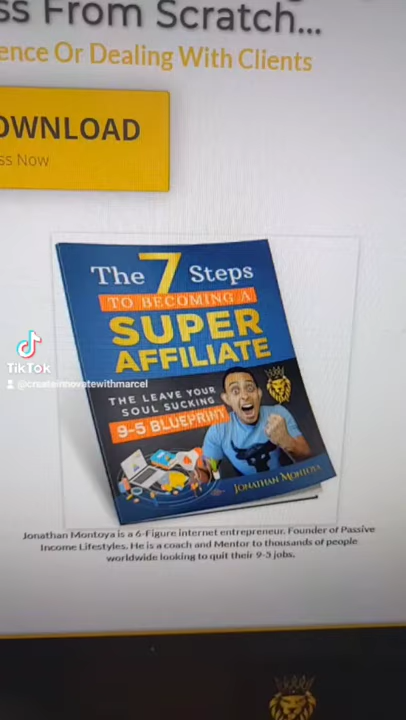 ss From Scratch...
ence Or Dealing With Clients
OWNLOAD
ss Now
The 7 Steps
TO BECOMING A
SUPER
AFFILIATE
THE LEAVE YOUR
SOUL SUCKING
9-5 BLUEPRINT
JONATHAN MONTOYA
TikTok
@createinnovatewithmarcel
Jonathan Montoya is a 6-Figure internet entrepreneur. Founder of Passive
Income Lifestyles. He is a coach and Mentor to thousands of people
worldwide looking to quit their 9-5 jobs.